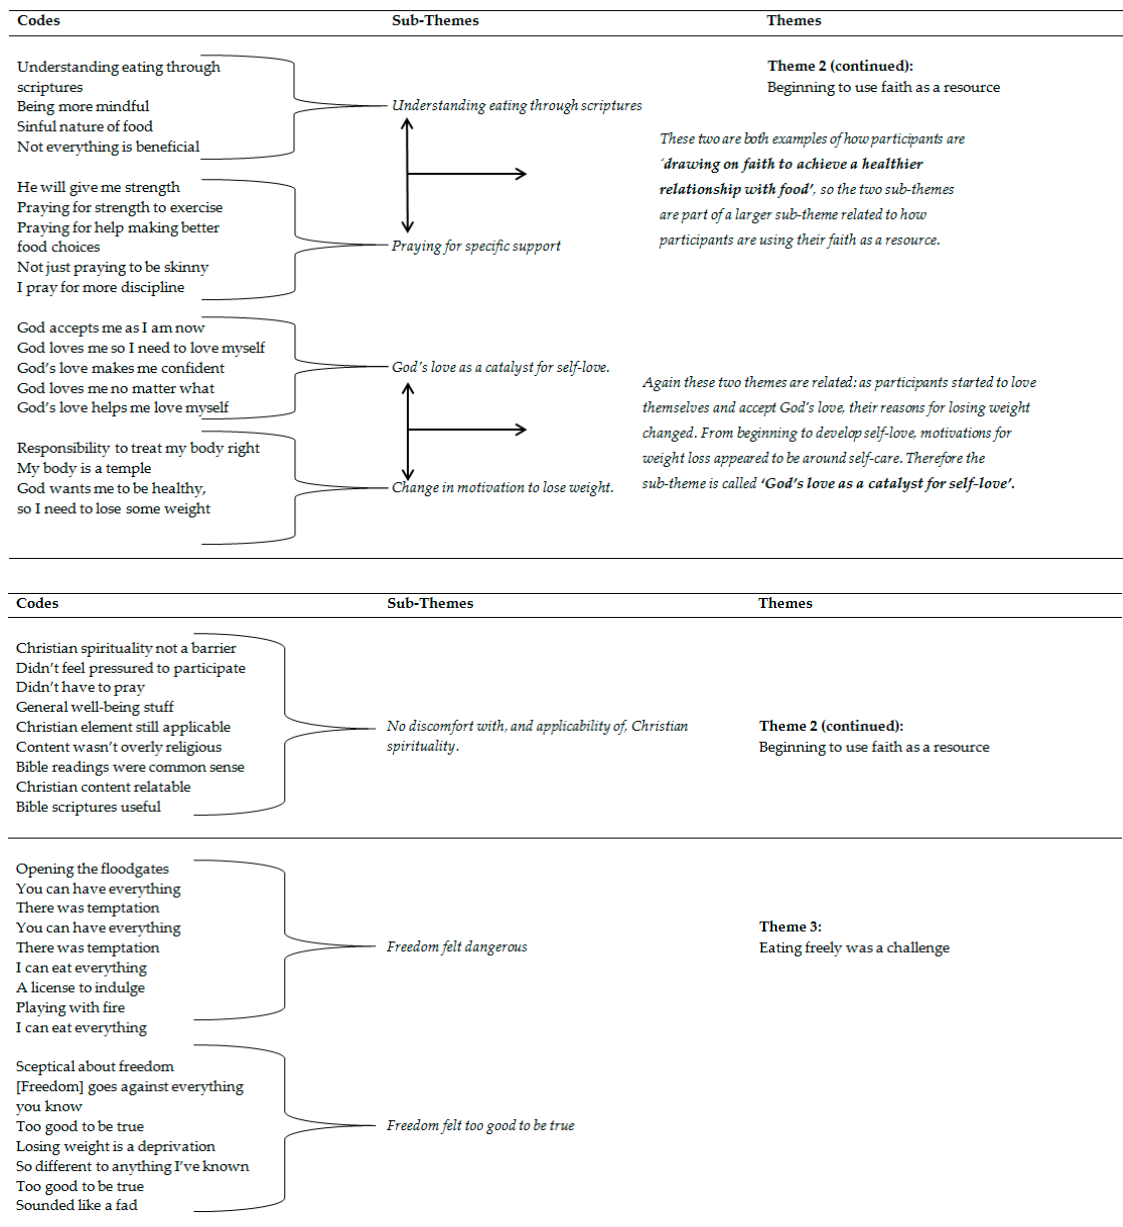 Codes Sub-Themes Themes
Understanding eating through
scriptures
Being more mindful
Sinful nature of food
Not everything is beneficial
Understanding eating through scriptures
Theme 2 (continued):
Beginning to use faith as a resource
These two are both examples of how participants are
'drawing on faith to achieve a healthier
relationship with food', so the two sub-themes
are part of a larger sub-theme related to how
participants are using their faith as a resource.
He will give me strength
Praying for strength to exercise
Praying for help making better
food choices
Not just praying to be skinny
I pray for more discipline
Praying for specific support
God accepts me as I am now
God loves me so I need to love myself
God's love makes me confident
God loves me no matter what
God's love helps me love myself
God's love as a catalyst for self-love.
Again these two themes are related: as participants started to love
themselves and accept God's love, their reasons for losing weight
changed. From beginning to develop self-love, motivations for
weight loss appeared to be around self-care. Therefore the
sub-theme is called 'God's love as a catalyst for self-love'.
Responsibility to treat my body right
My body is a temple
God wants me to be healthy,
so I need to lose some weight
Change in motivation to lose weight.
Codes Sub-Themes Themes
Christian spirituality not a barrier
Didn't feel pressured to participate
Didn't have to pray
General well-being stuff
Christian element still applicable
Content wasn't overly religious
Bible readings were common sense
Christian content relatable
Bible scriptures useful
No discomfort with, and applicability of, Christian
spirituality.
Theme 2 (continued):
Beginning to use faith as a resource
Opening the floodgates
You can have everything
There was temptation
You can have everything
There was temptation
I can eat everything
A license to indulge
Playing with fire
I can eat everything
Freedom felt dangerous
Theme 3:
Eating freely was a challenge
Sceptical about freedom
[Freedom] goes against everything
you know
Too good to be true
Losing weight is a deprivation
So different to anything I've known
Too good to be true
Sounded like a fad
Freedom felt too good to be true